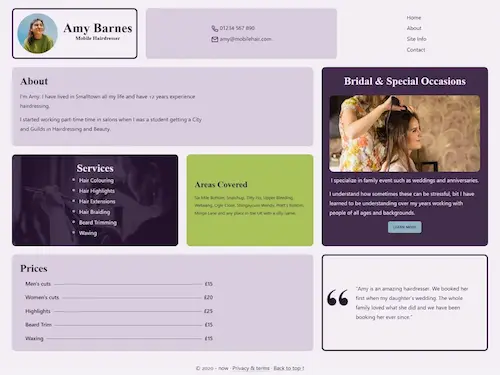 Amy Barnes
Mobile Hairdresser
01234 567 890
amy@mobilehair.com
Home
About
Site Info
Contact
About
I'm Amy. I have lived in Smalltown all my life and have +2 years experience
hairdressing.
I started working part-time time in salons when I was a student getting a City
and Guilds in Hairdressing and Beauty.
Bridal & Special Occasions
I specialize in family event such as weddings and anniversaries.
I understand how sometimes these can be stressful, bit I have
learned to be understanding over my years working with
people of all ages and backgrounds.
LEARN MORE
Services
Hair Colouring
Hair Highlights
Hair Extensions
Hair Braiding
Beard Trimming
Waxing
Areas Covered
and any place in the
Prices
Men's cuts £15
Women's cuts £20
Highlights £25
Beard Trim £15
Waxing £15
"Amy is an amazing hairdresser. We booked her
first when my daughter's wedding. The whole
family loved what she did and we have been
booking her ever since."
© 2020 - now · Privacy & terms · Back to top ↑